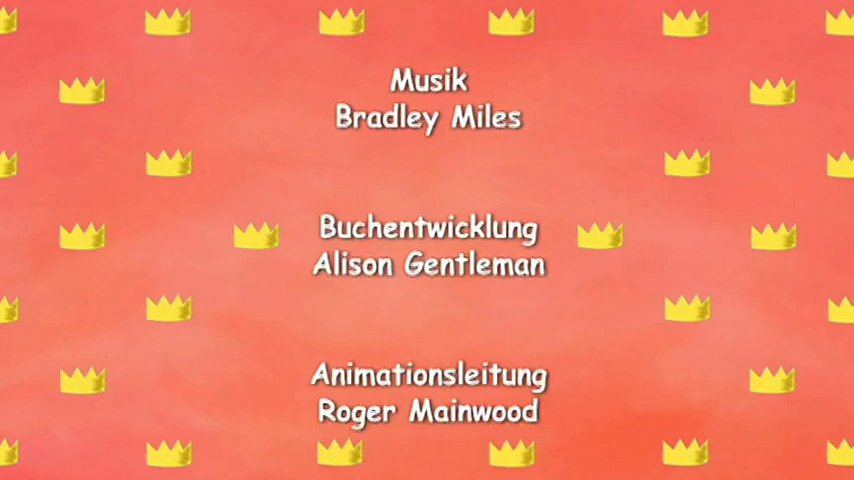 Musik
Bradley Miles
Buchentwicklung
Alison Gentleman
Animationsleitung
Roger Mainwood